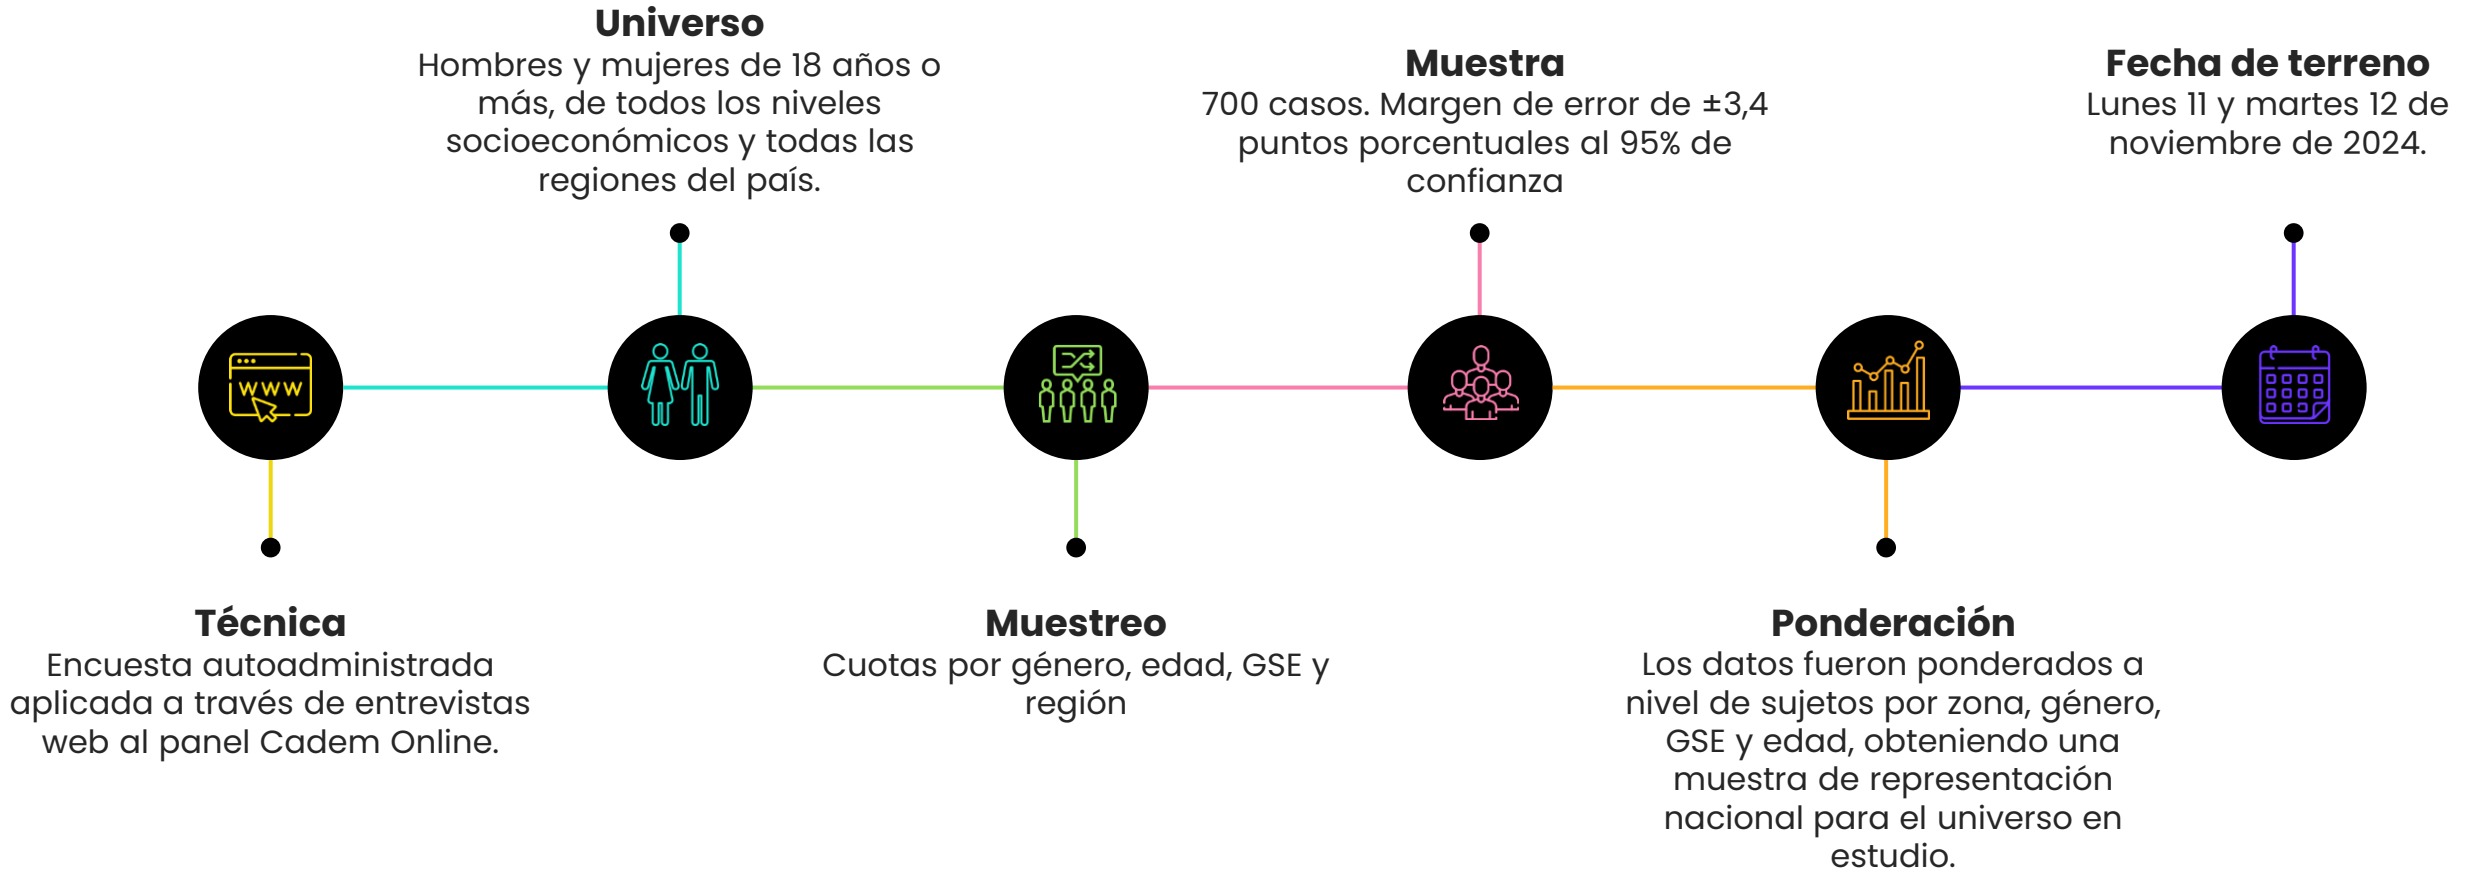 Universo
Hombres y mujeres de 18 años o
más, de todos los niveles
socioeconómicos y todas las
regiones del país.
Muestra
700 casos. Margen de error de ±3,4
puntos porcentuales al 95% de
confianza
Fecha de terreno
Lunes 11 y martes 12 de
noviembre de 2024.
WWW
Técnica
Encuesta autoadministrada
aplicada a través de entrevistas
web al panel Cadem Online.
Muestreo
Cuotas por género, edad, GSE y
región
Ponderación
Los datos fueron ponderados a
nivel de sujetos por zona, género,
GSE y edad, obteniendo una
muestra de representación
nacional para el universo en
estudio.